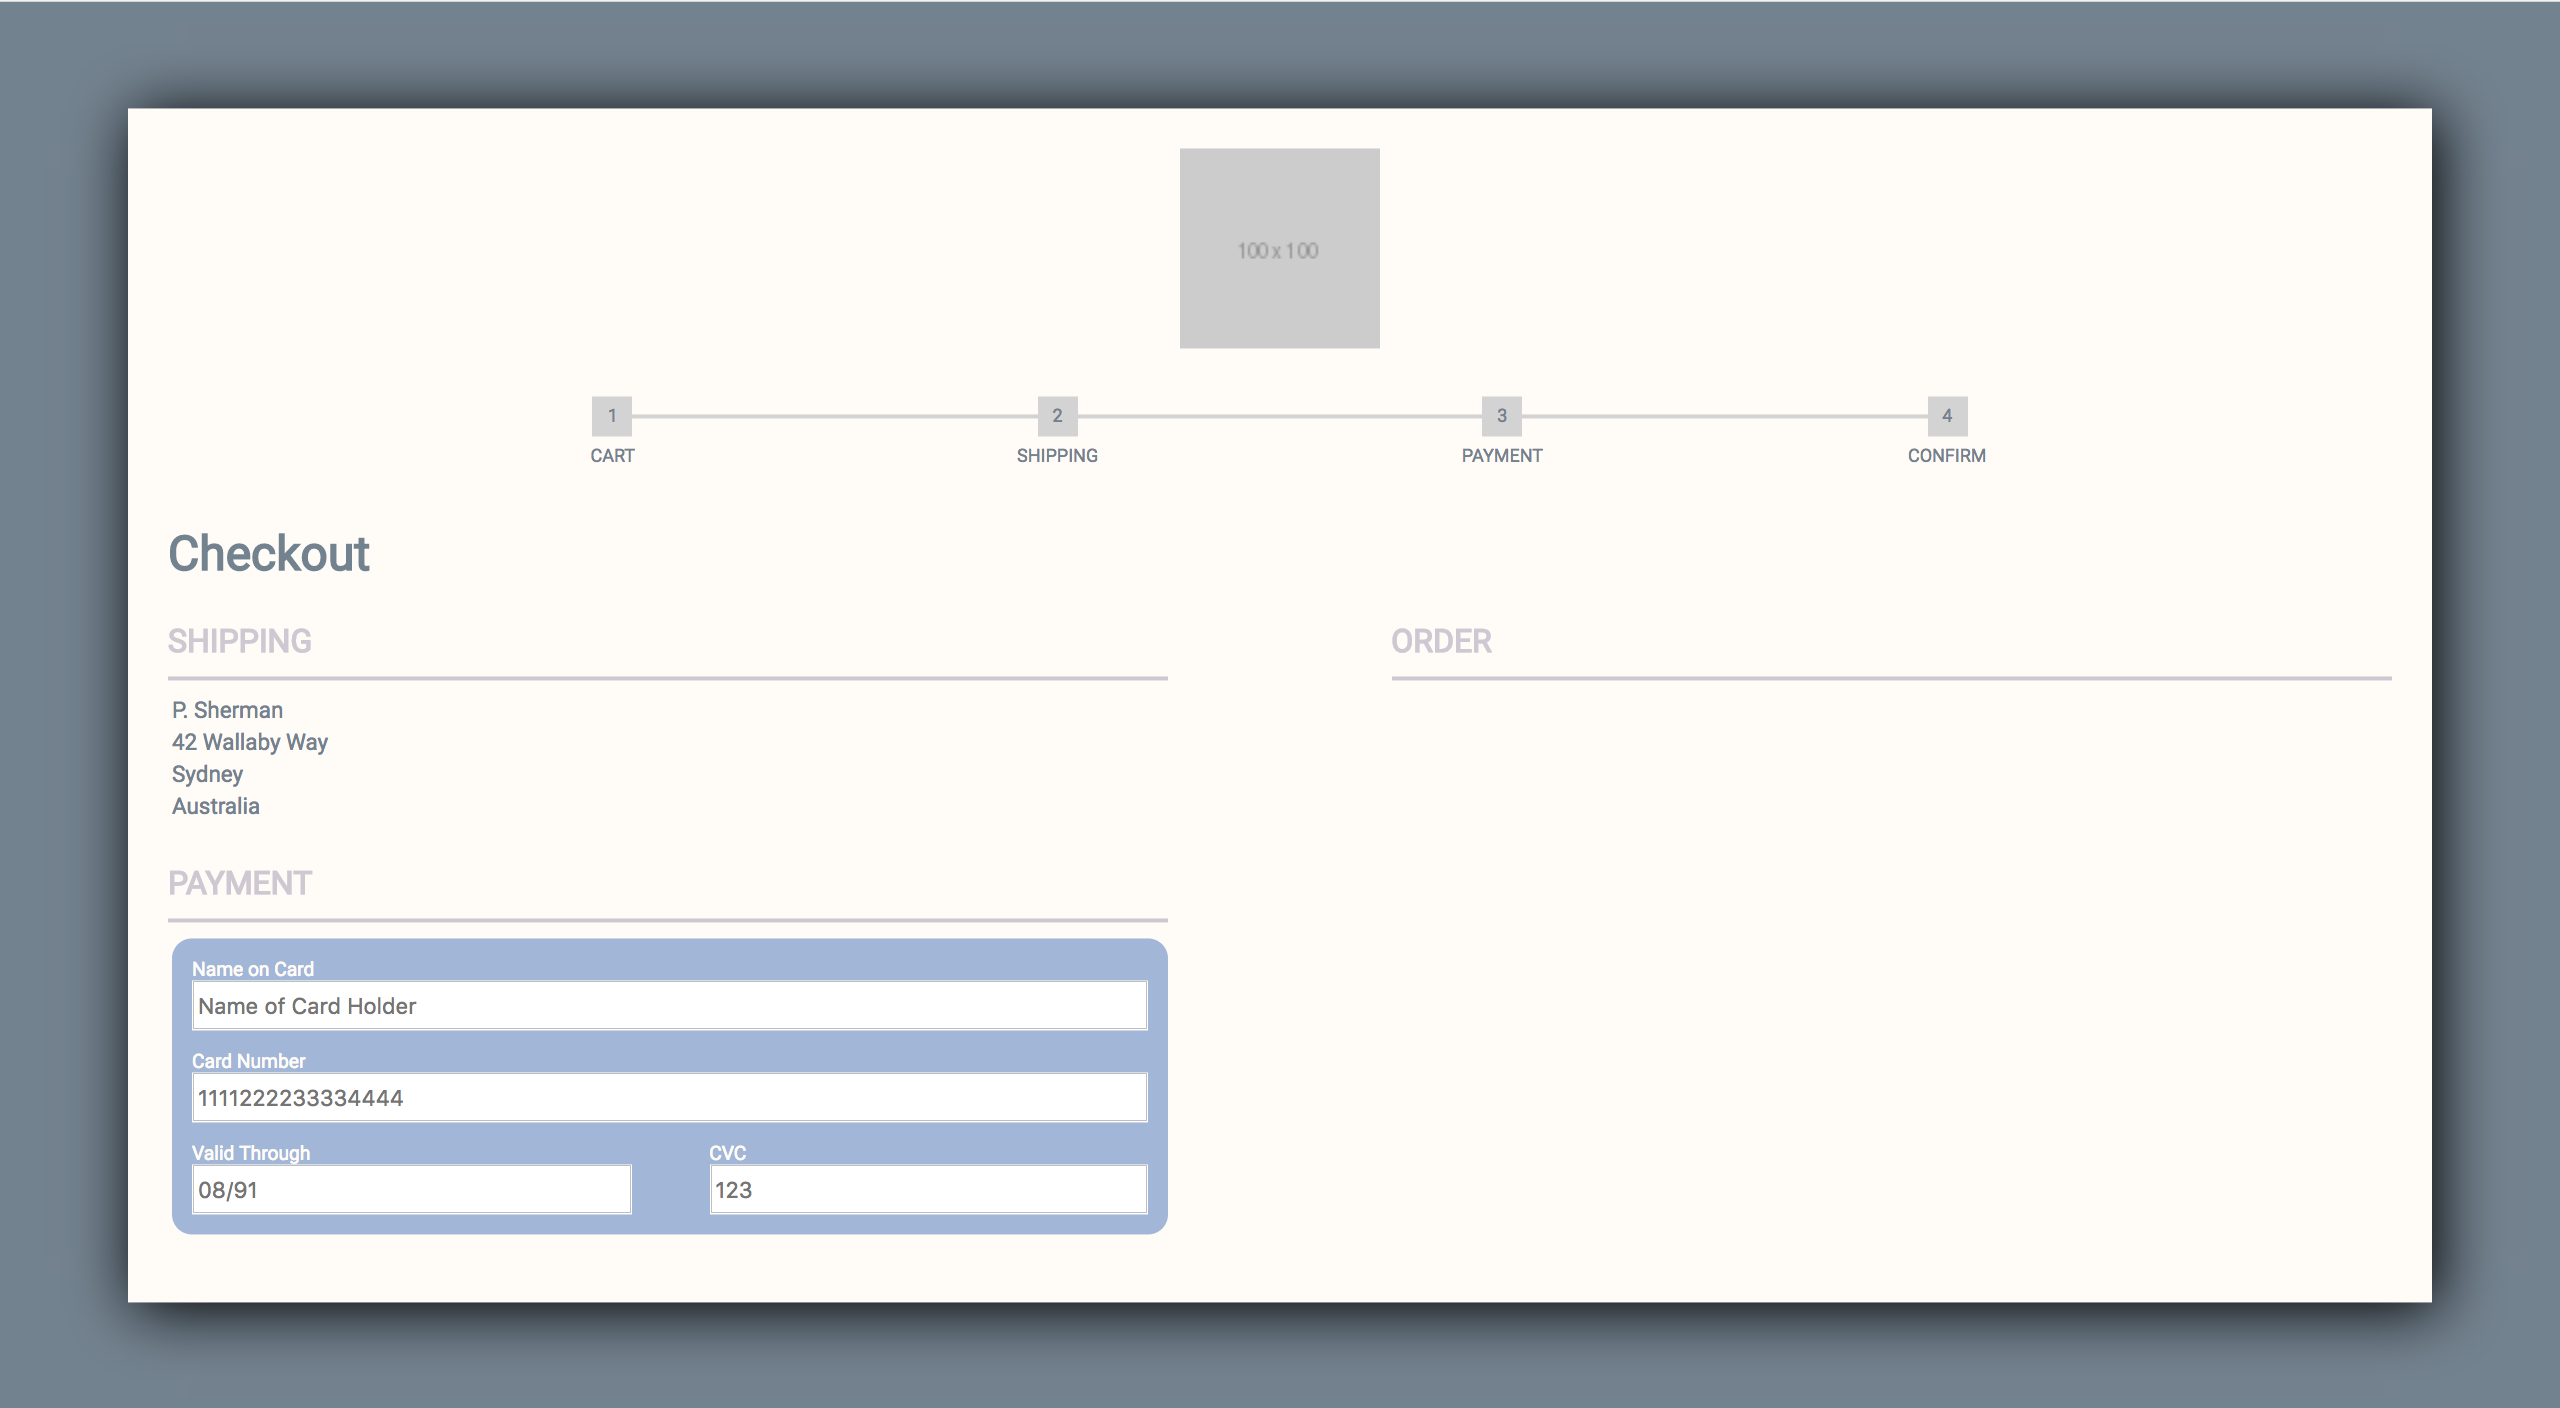 100 x 100
1 2 3 4
CART SHIPPING PAYMENT CONFIRM
Checkout
SHIPPING
P. Sherman
42 Wallaby Way
Sydney
Australia
PAYMENT
Name on Card
Name of Card Holder
Card Number
1111222233334444
Valid Through CVC
08/91 123
ORDER